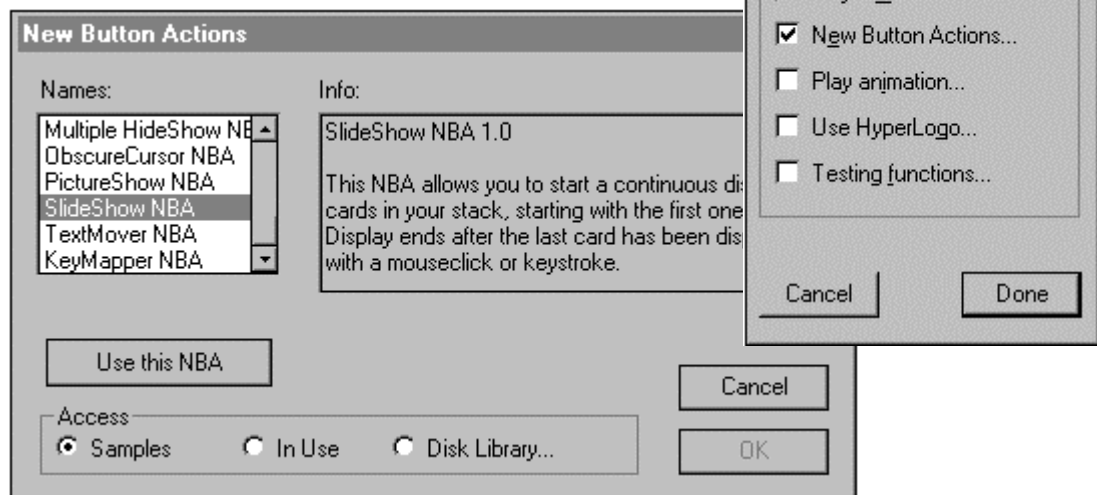 New Button Actions
Names:
Multiple HideShow NB
ObscureCursor NBA
PictureShow NBA
SlideShow NBA
TextMover NBA
KeyMapper NBA
Info:
SlideShow NBA 1.0
This NBA allows you to start a continuous dis
cards in your stack, starting with the first one
Display ends after the last card has been dis
with a mouseclick or keystroke.
Use this NBA
Access
Samples
In Use
Disk Library...
Cancel
OK
New Button Actions...
Play animation...
Use HyperLogo...
Testing functions...
Cancel
Done